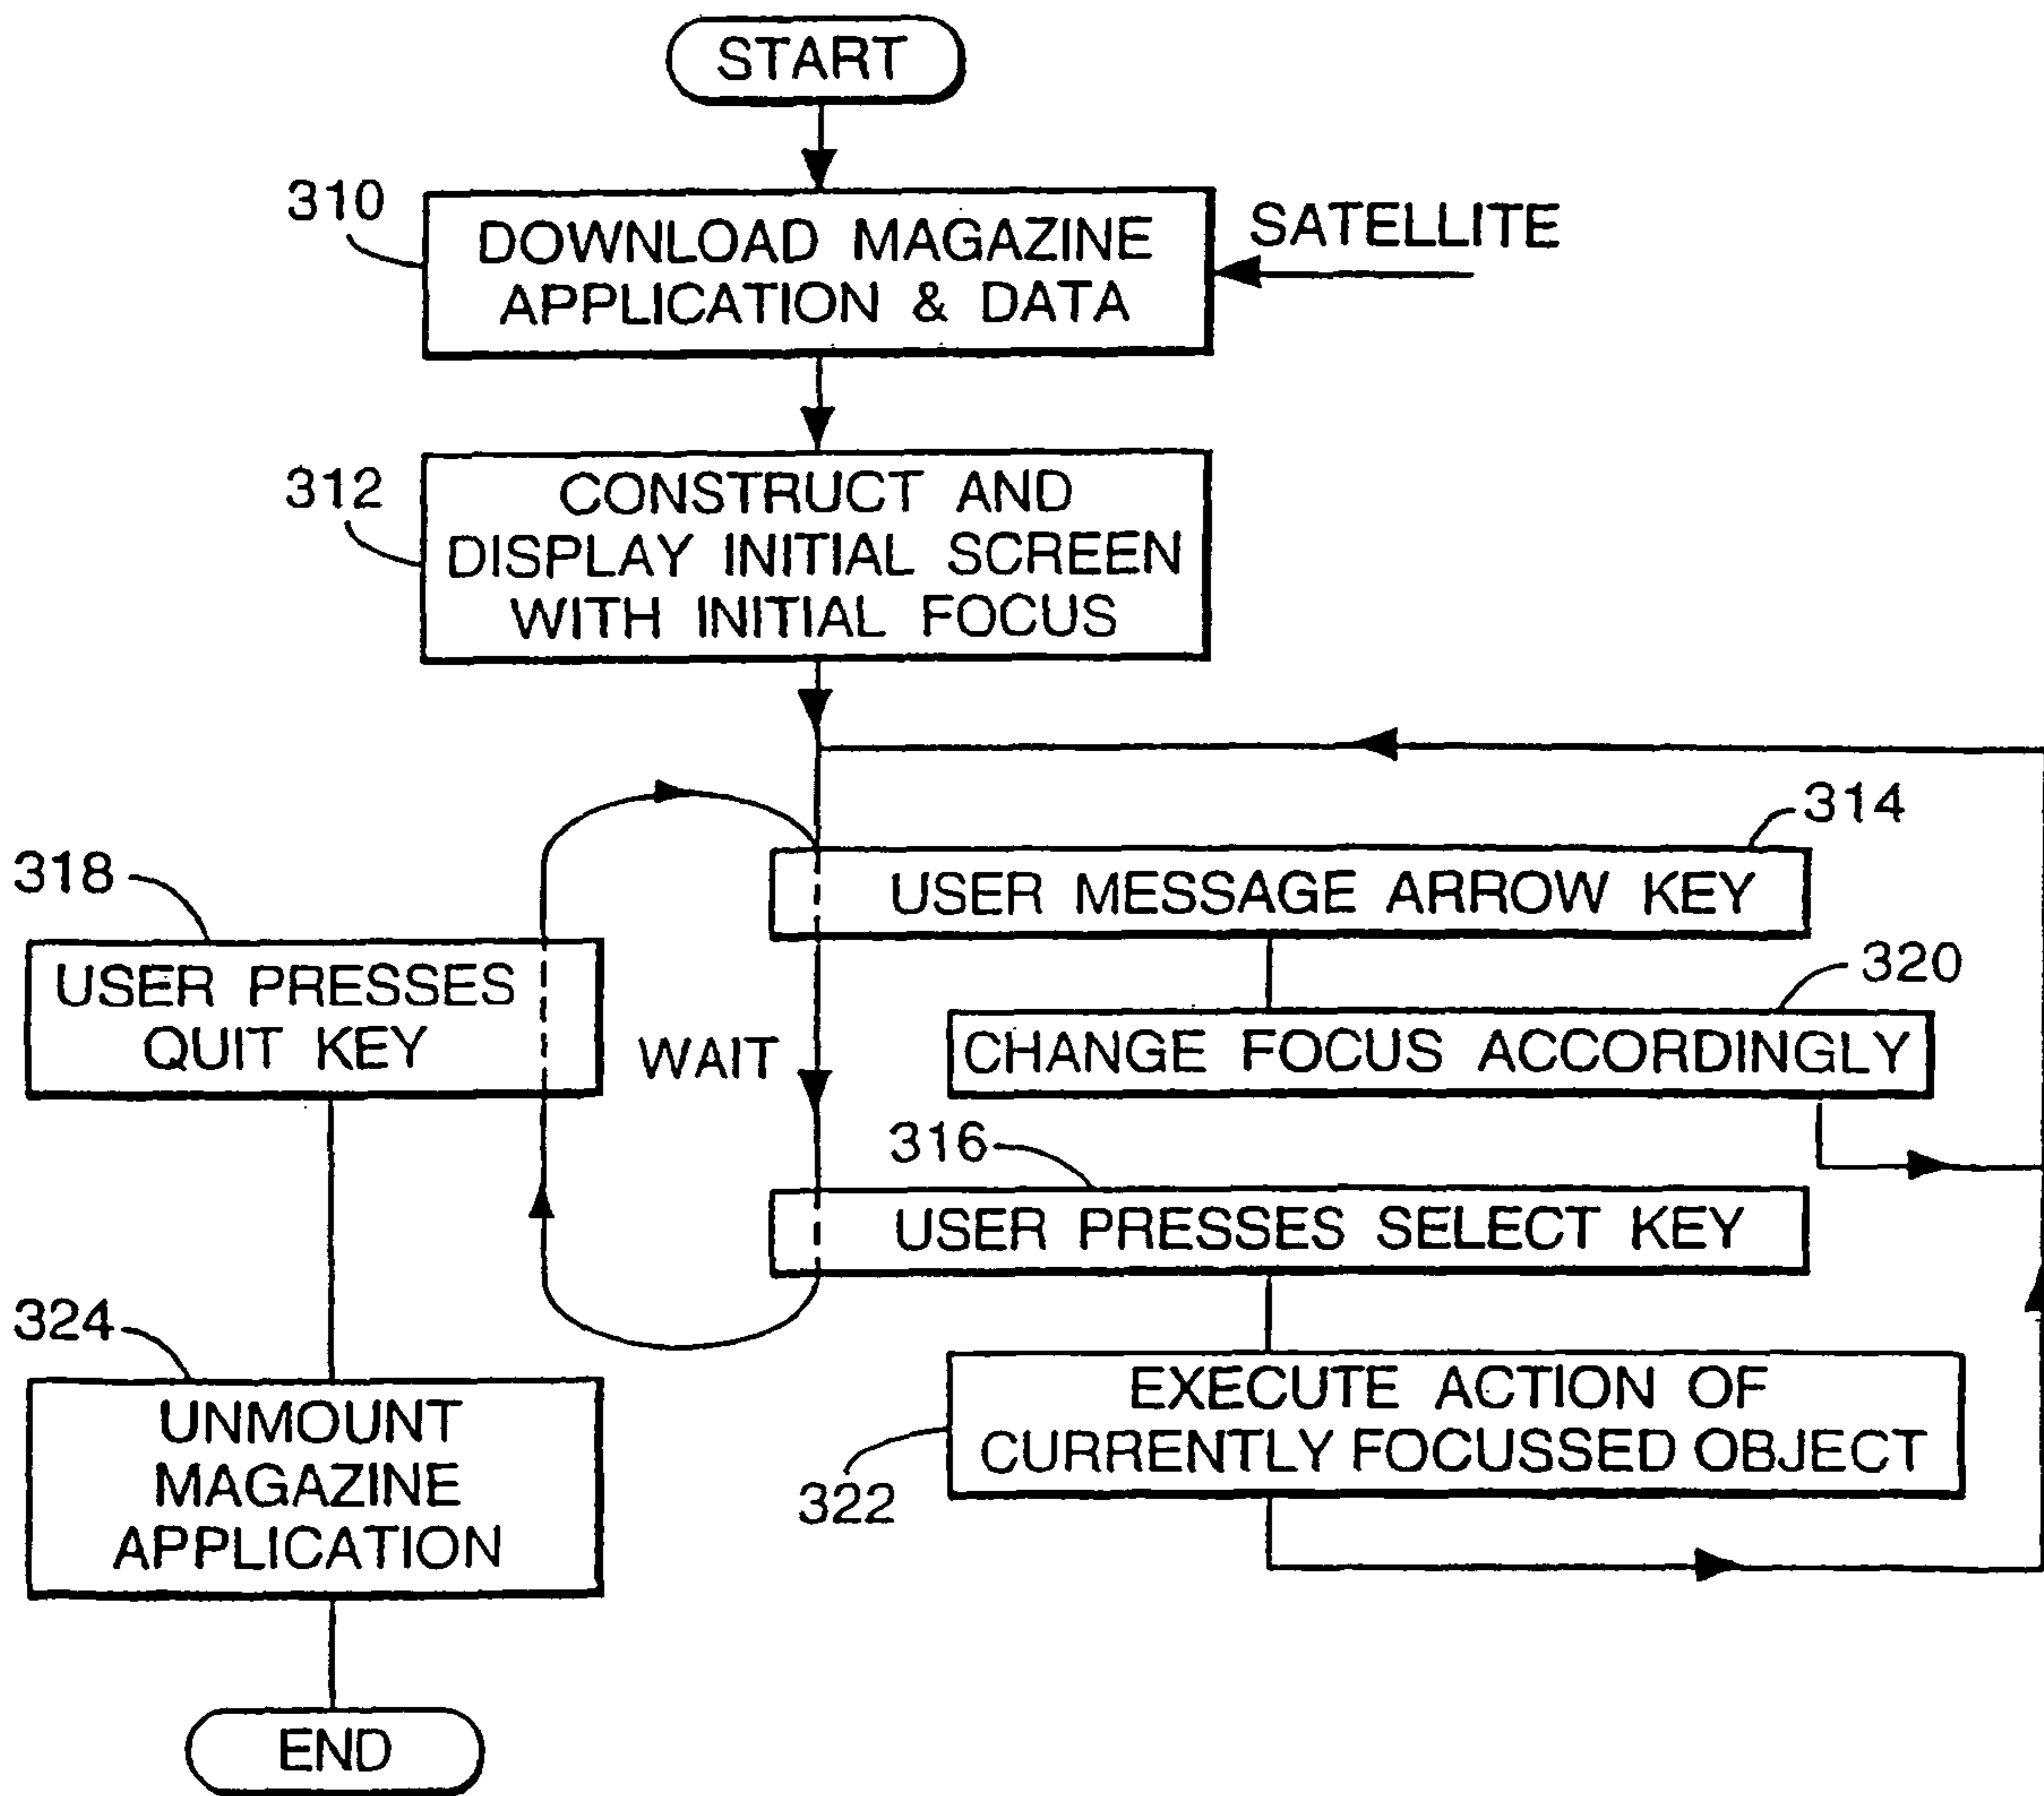 START
310
DOWNLOAD MAGAZINE
APPLICATION & DATA
SATELLITE
312
CONSTRUCT AND
DISPLAY INITIAL SCREEN
WITH INITIAL FOCUS
314
USER MESSAGE ARROW KEY
318
USER PRESSES
QUIT KEY
WAIT
320
CHANGE FOCUS ACCORDINGLY
316
USER PRESSES SELECT KEY
324
UNMOUNT
MAGAZINE
APPLICATION
322
EXECUTE ACTION OF
CURRENTLY FOCUSSED OBJECT
END